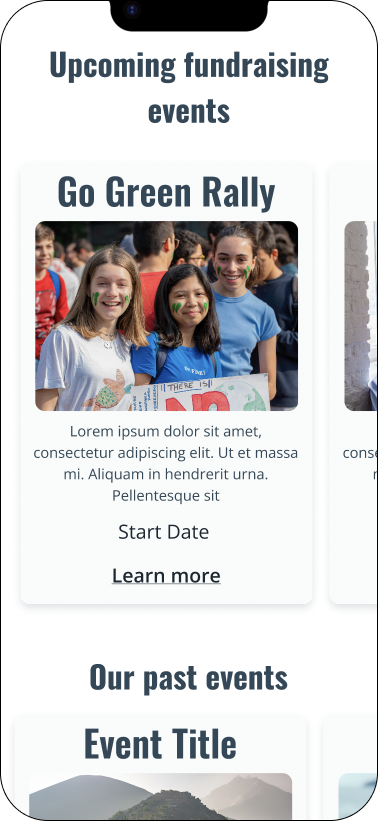 Upcoming fundraising
events
Go Green Rally
THERE IS
Lorem ipsum dolor sit amet,
consectetur adipiscing elit. Ut et massa
mi. Aliquam in hendrerit urna.
Pellentesque sit
Start Date
Learn more
Our past events
Event Title